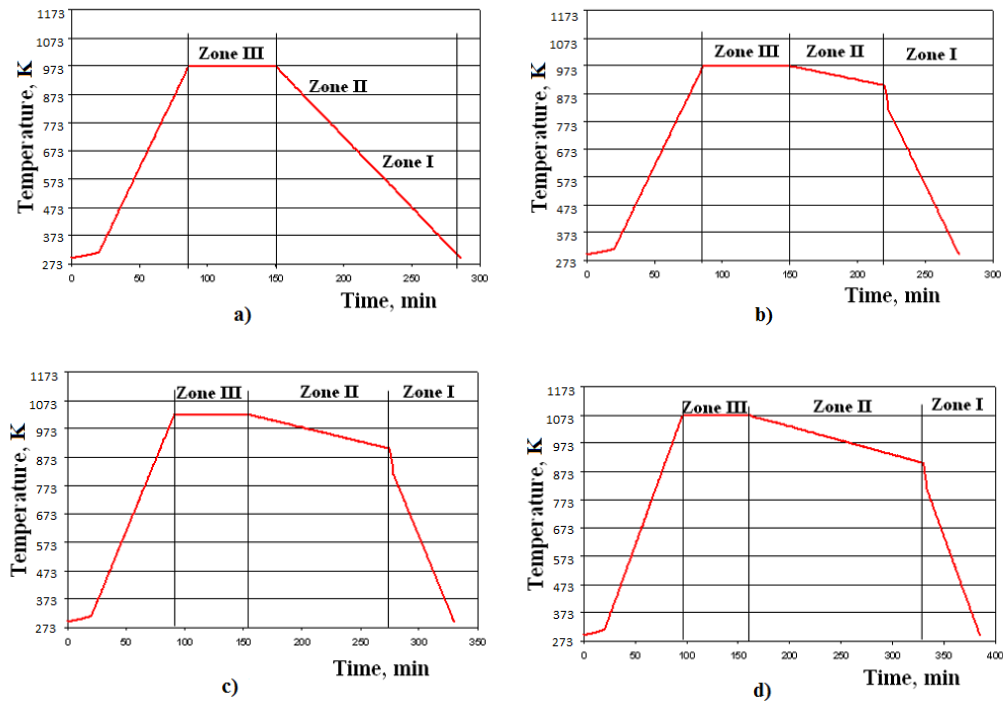 Temperature, K
1173
1073
973
873
773
673
573
473
373
273
Zone III
Zone II
Zone I
0
50
100
150
200
250
300
Time, min
a)
Temperature, K
1173
1073
973
873
773
673
573
473
373
273
Zone III
Zone II
Zone I
0
50
100
150
200
250
300
Time, min
b)
Temperature, K
1173
1073
973
873
773
673
573
473
373
273
Zone III
Zone II
Zone I
0
50
100
150
200
250
300
350
Time, min
c)
Temperature, K
1173
1073
973
873
773
673
573
473
373
273
Zone III
Zone II
Zone I
0
50
100
150
200
250
300
350
400
Time, min
d)